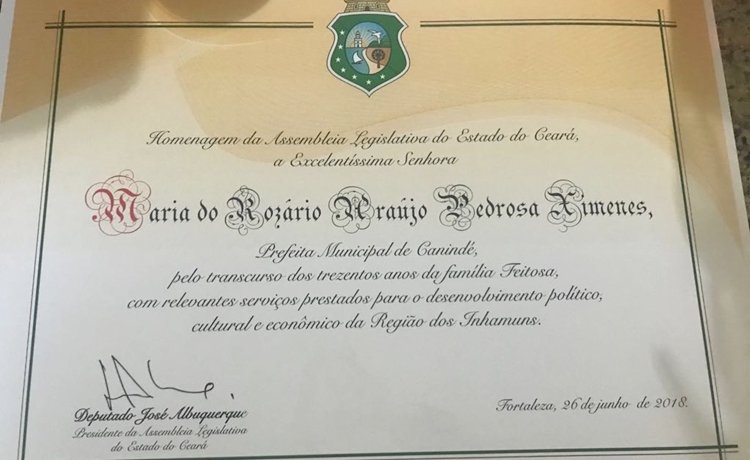 Homenagem da Assembleia Legislativa do Estado do Ceará,
a Excelentíssima Senhora
Maria do Rozário Araújo Pedrosa Ximenes,
Prefeita Municipal de Canindé,
pelo transcurso dos trezentos anos da família Feitosa,
com relevantes serviços prestados para o desenvolvimento político,
cultural e econômico da Região dos Inhamuns.
Deputado José Albuquerque
Presidente da Assembleia Legislativa
do Estado do Ceará
Fortaleza, 26 de junho de 2018.